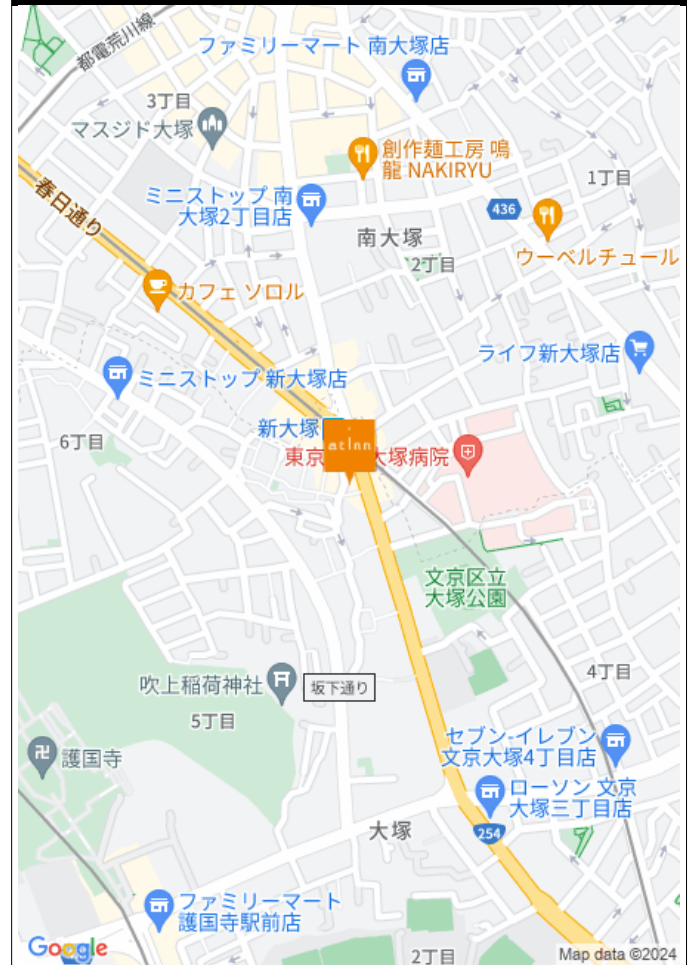 都電荒川線
ファミリーマート 南大塚店
3丁目
マスジド大塚
創作麺工房 鳴
龍 NAKIRYU
1丁目
春日通り
ミニストップ 南
大塚2丁目店
436
南大塚
2丁目
ウーベルチュール
カフェ ソロル
ライフ新大塚店
ミニストップ 新大塚店
新大塚
atinn
6丁目
東京
大塚病院
文京区立
大塚公園
4丁目
吹上稲荷神社
坂下通り
5丁目
セブン-イレブン
文京大塚4丁目店
護国寺
ローソン 文京
大塚三丁目店
大塚
254
ファミリーマート
護国寺駅前店
Google
2丁目
Map data ©2024